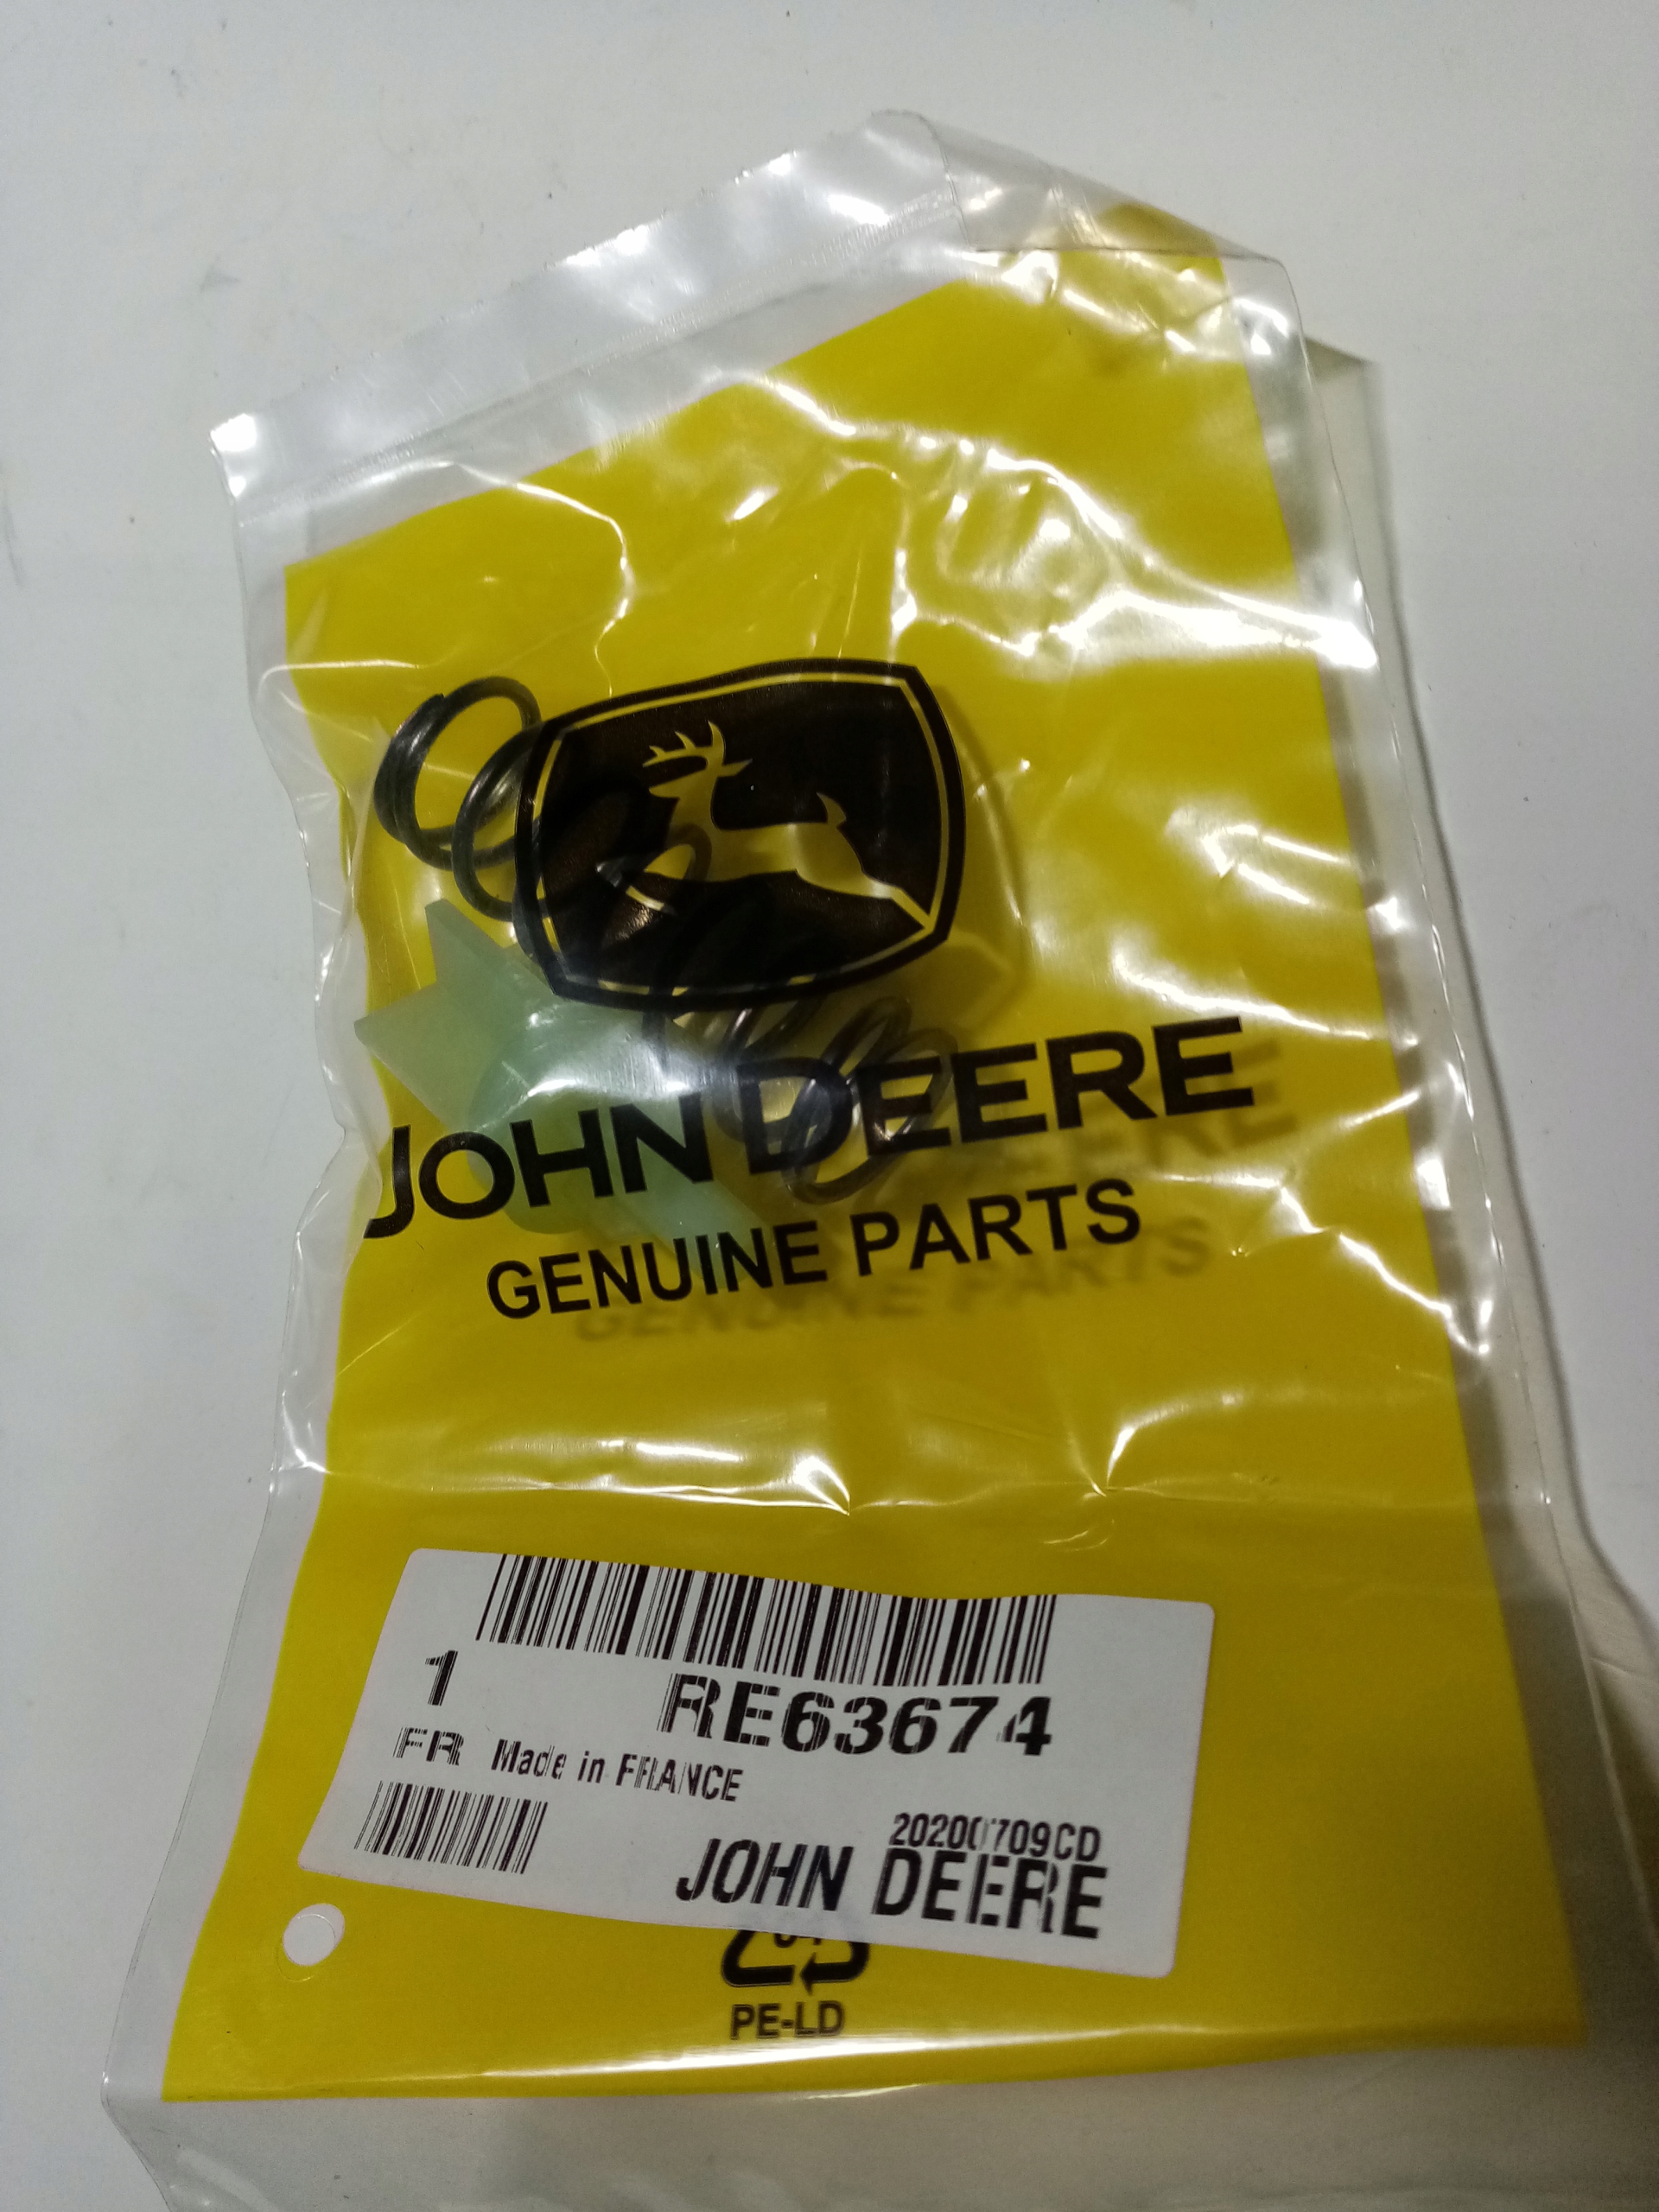 JOHN DEERE
GENUINE PARTS
1 RE63674
FR Made in FRANCE
20200709CD
JOHN DEERE
PE-LD